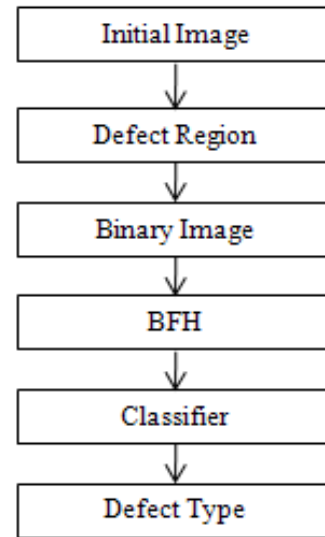 Initial Image
Defect Region
Binary Image
BFH
Classifier
Defect Type